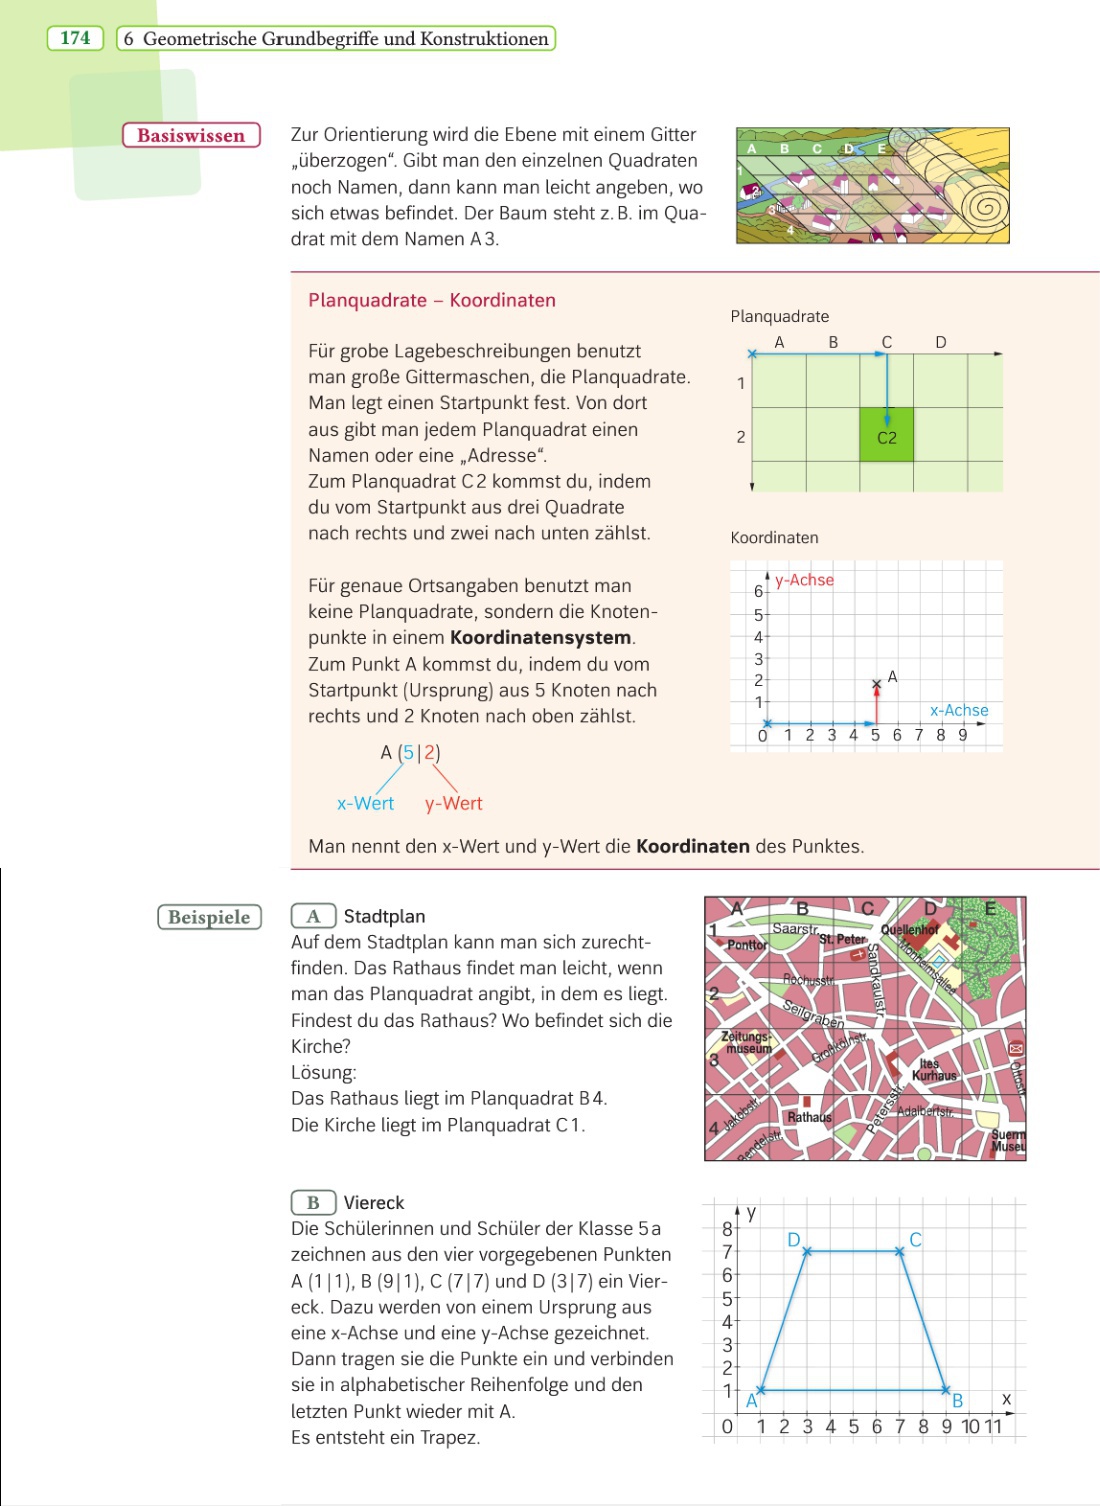 174
6 Geometrische Grundbegriffe und Konstruktionen
Basiswissen
Zur Orientierung wird die Ebene mit einem Gitter
„überzogen“. Gibt man den einzelnen Quadraten
noch Namen, dann kann man leicht angeben, wo
sich etwas befindet. Der Baum steht z. B. im Qua-
drat mit dem Namen A 3.
A B C D E
1
2
3
4
Planquadrate – Koordinaten
Für grobe Lagebeschreibungen benutzt
man große Gittermaschen, die Planquadrate.
Man legt einen Startpunkt fest. Von dort
aus gibt man jedem Planquadrat einen
Namen oder eine „Adresse“.
Zum Planquadrat C 2 kommst du, indem
du vom Startpunkt aus drei Quadrate
nach rechts und zwei nach unten zählst.
Planquadrate
A B C D
1
2
C2
Für genaue Ortsangaben benutzt man
keine Planquadrate, sondern die Knoten-
punkte in einem Koordinatensystem.
Zum Punkt A kommst du, indem du vom
Startpunkt (Ursprung) aus 5 Knoten nach
rechts und 2 Knoten nach oben zählst.
A (5|2)
x-Wert y-Wert
Koordinaten
y-Achse
6
5
4
3
2
1
A
x-Achse
0 1 2 3 4 5 6 7 8 9
Man nennt den x-Wert und y-Wert die Koordinaten des Punktes.
Beispiele
A Stadtplan
Auf dem Stadtplan kann man sich zurecht-
finden. Das Rathaus findet man leicht, wenn
man das Planquadrat angibt, in dem es liegt.
Findest du das Rathaus? Wo befindet sich die
Kirche?
Lösung:
Das Rathaus liegt im Planquadrat B 4.
Die Kirche liegt im Planquadrat C 1.
A B C D E
1
2
3
4
Saarstr.
Ponttor
St. Peter
Quellenhof
Monheimsallee
Sandkaulstr.
Rochusstr.
Seilgraben
Zeitungs-
museum
Großkölnstr.
ltes
Kurhaus
Ottostr.
Jakobstr.
Rathaus
Petersstr.
Adalbertstr.
Bendelstr.
Suerm
Museu
B Viereck
Die Schülerinnen und Schüler der Klasse 5 a
zeichnen aus den vier vorgegebenen Punkten
A (1|1), B (9|1), C (7|7) und D (3|7) ein Vier-
eck. Dazu werden von einem Ursprung aus
eine x-Achse und eine y-Achse gezeichnet.
Dann tragen sie die Punkte ein und verbinden
sie in alphabetischer Reihenfolge und den
letzten Punkt wieder mit A.
Es entsteht ein Trapez.
y
8
7
6
5
4
3
2
1
D C
A B
x
0 1 2 3 4 5 6 7 8 9 10 11